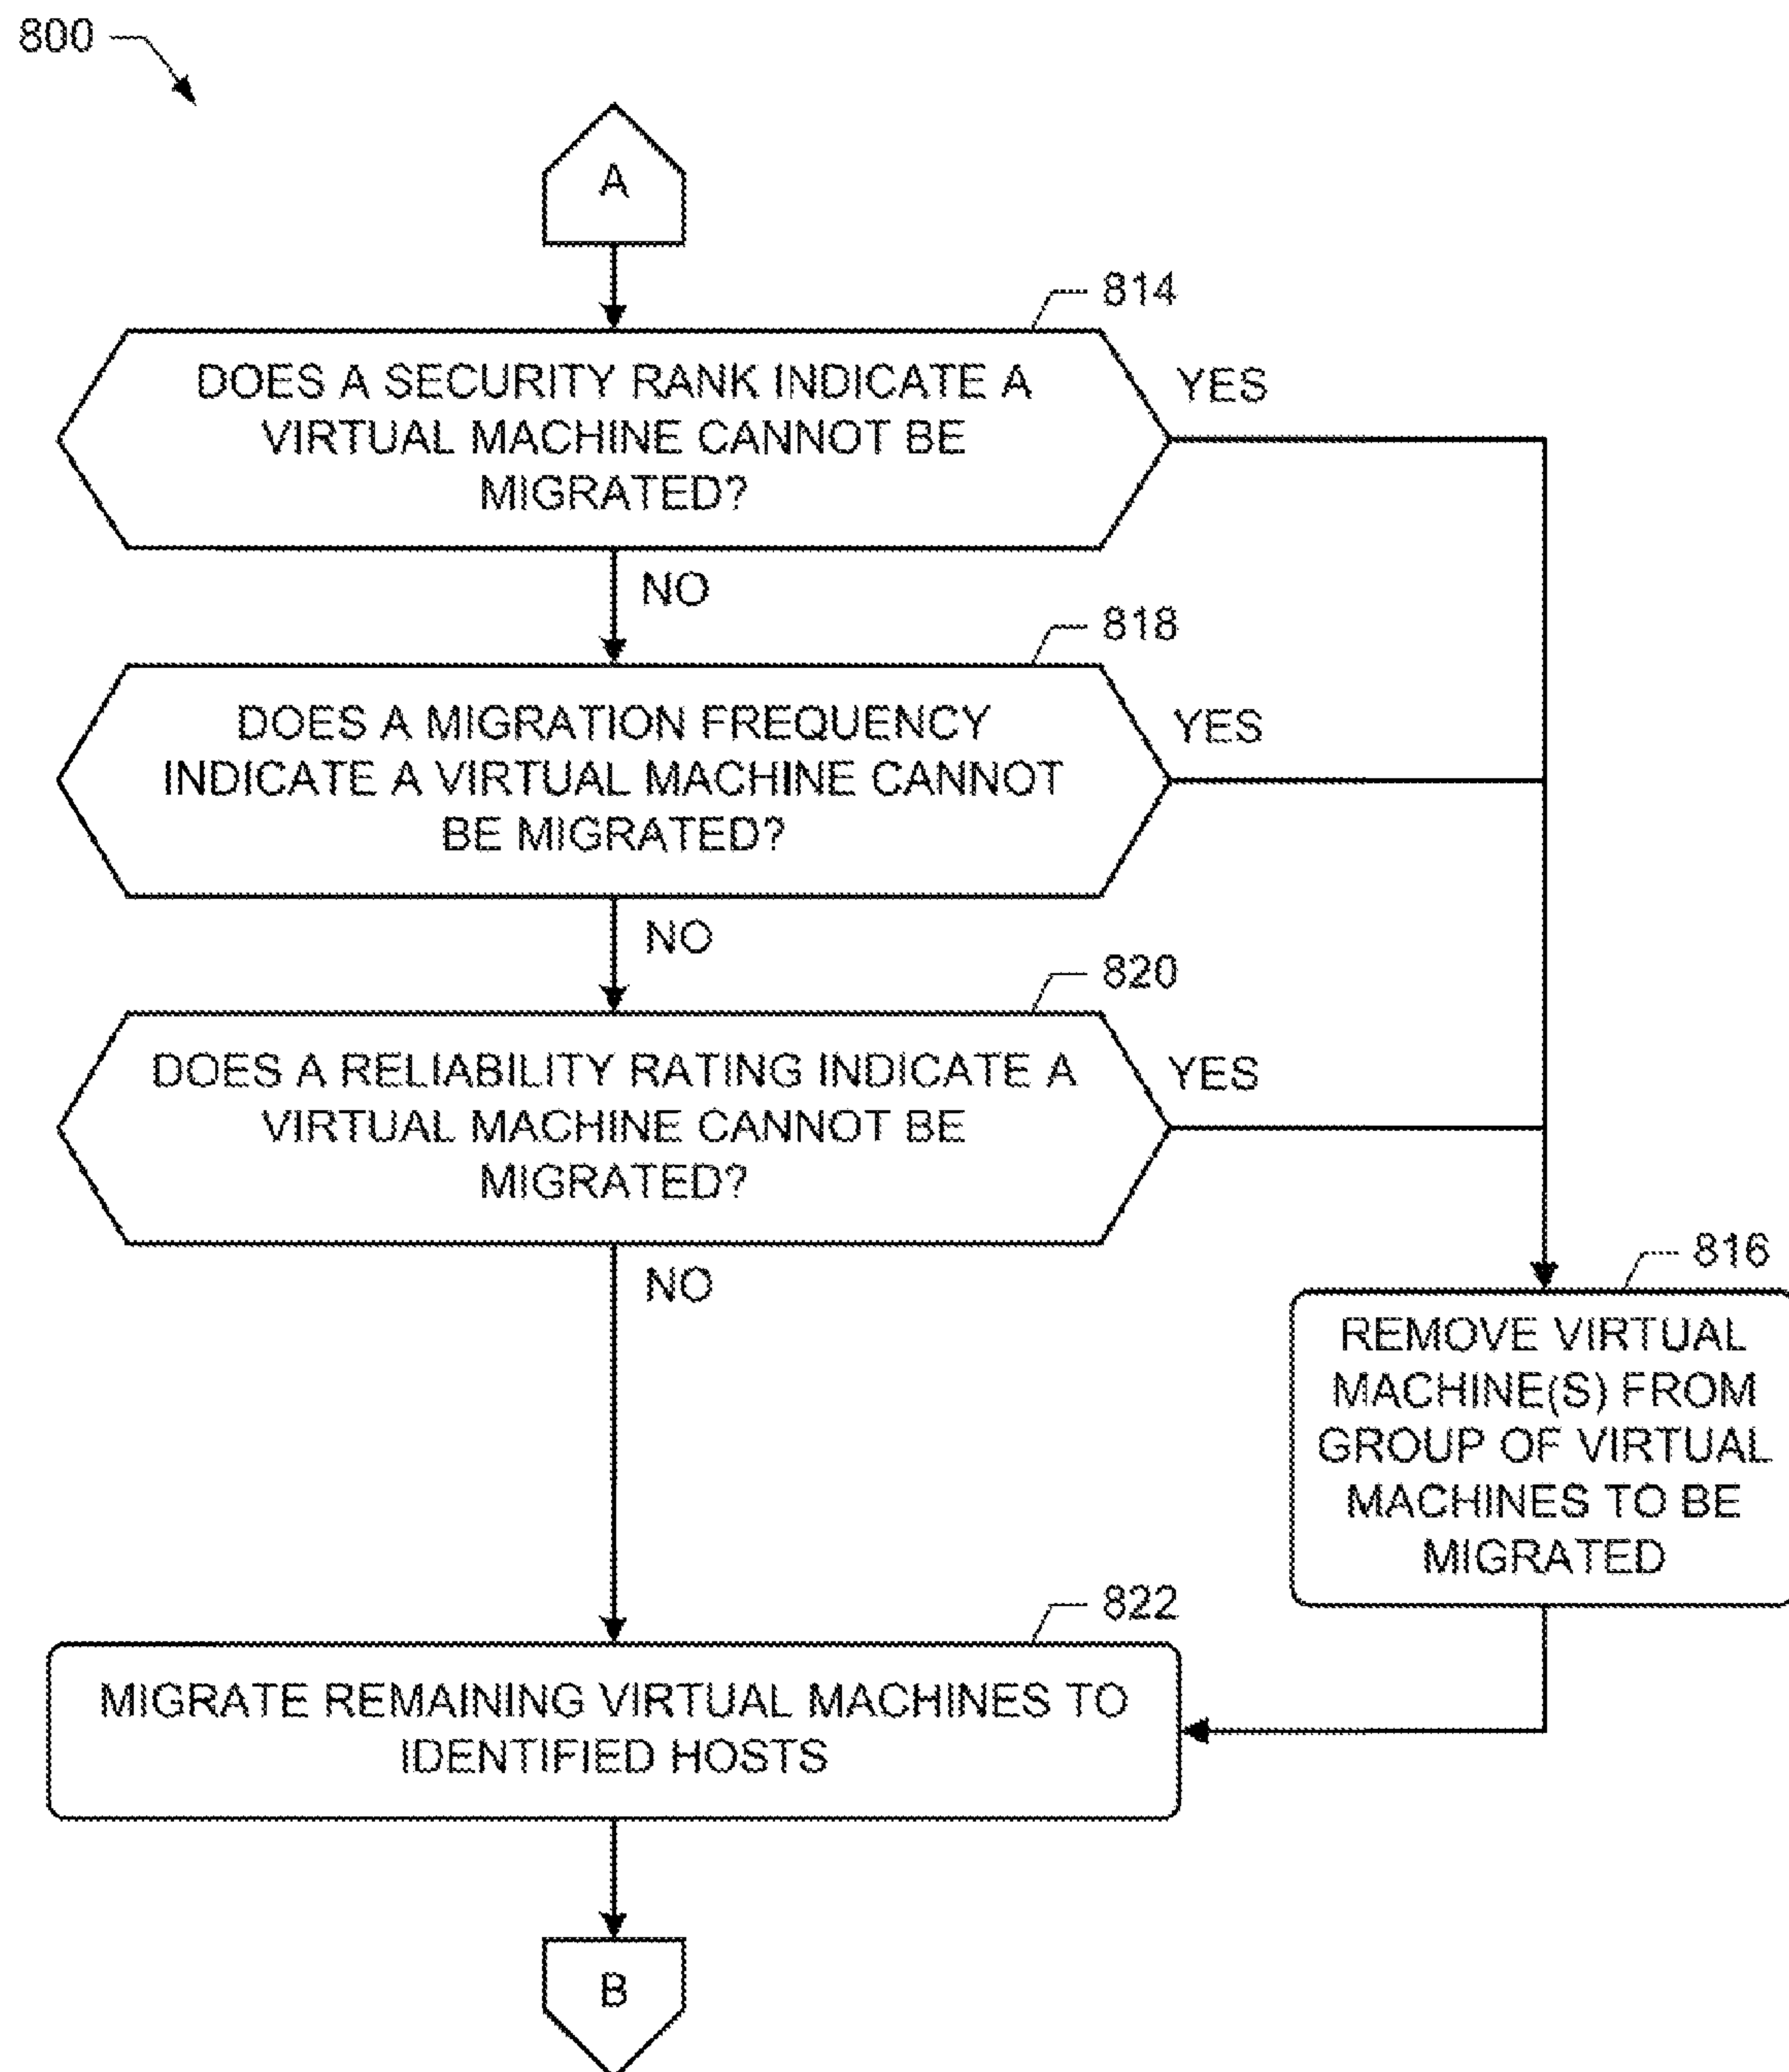 800
A
814
DOES A SECURITY RANK INDICATE A
VIRTUAL MACHINE CANNOT BE
MIGRATED?
YES
NO
818
DOES A MIGRATION FREQUENCY
INDICATE A VIRTUAL MACHINE CANNOT
BE MIGRATED?
YES
NO
820
DOES A RELIABILITY RATING INDICATE A
VIRTUAL MACHINE CANNOT BE
MIGRATED?
YES
NO
816
REMOVE VIRTUAL
MACHINE(S) FROM
GROUP OF VIRTUAL
MACHINES TO BE
MIGRATED
822
MIGRATE REMAINING VIRTUAL MACHINES TO
IDENTIFIED HOSTS
B